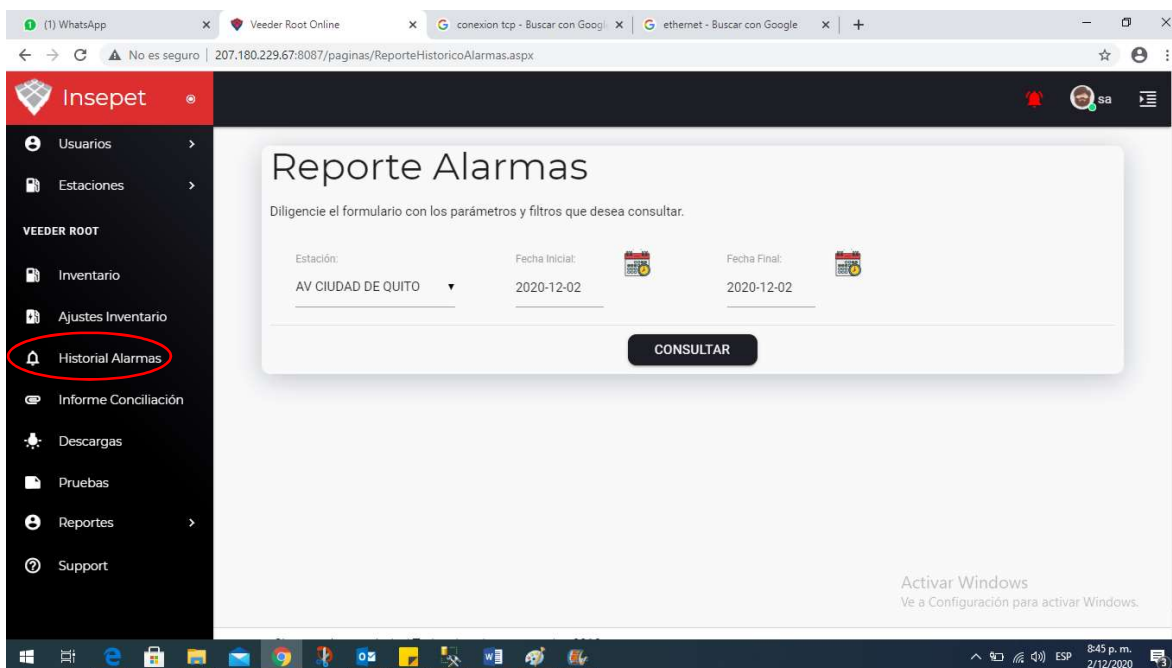 (1) WhatsApp
Veeder Root Online
conexion tcp - Buscar con Googl
ethernet - Buscar con Google
No es seguro | 207.180.229.67:8087/paginas/ReporteHistoricoAlarmas.aspx
Insepet
sa
Usuarios
Estaciones
VEEDER ROOT
Inventario
Ajustes Inventario
Historial Alarmas
Informe Conciliación
Descargas
Pruebas
Reportes
Support
Reporte Alarmas
Diligencie el formulario con los parámetros y filtros que desea consultar.
Estación: Fecha Inicial: Fecha Final:
AV CIUDAD DE QUITO 2020-12-02 2020-12-02
CONSULTAR
Activar Windows
Ve a Configuración para activar Windows.
ESP
8:45 p. m.
2/12/2020